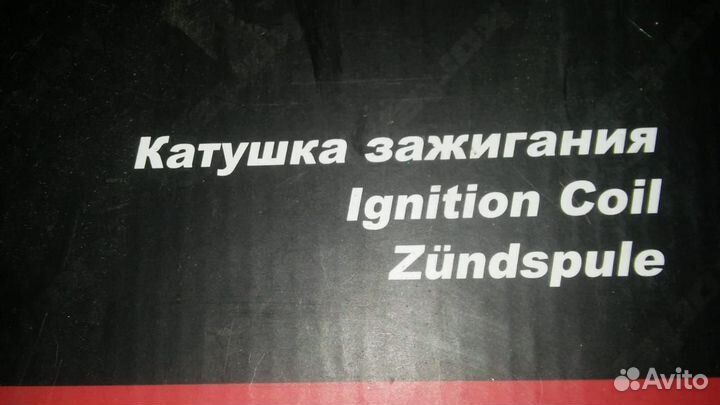 Катушка зажигания
Ignition Coil
Zündspule
Avito